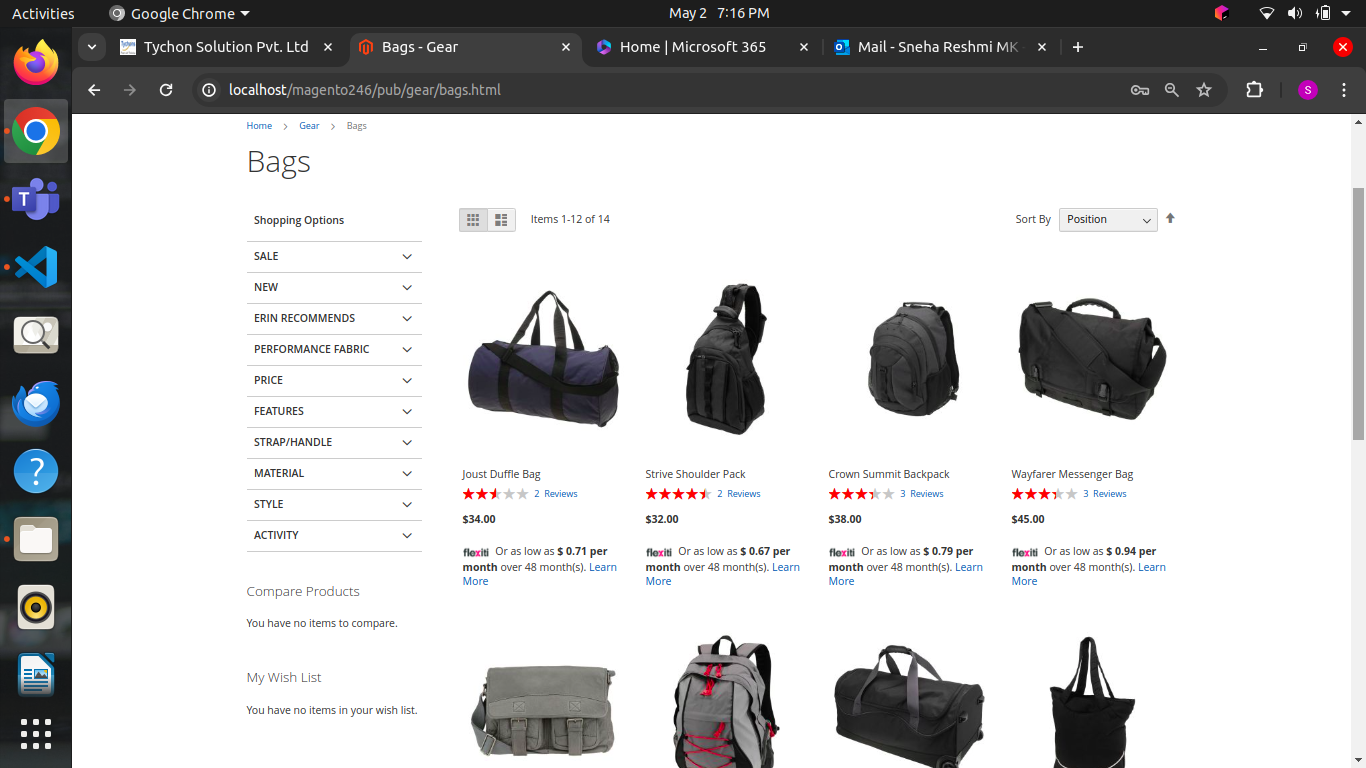 Activities
Google Chrome
May 2 7:16 PM
Tychon Solution Pvt. Ltd
Bags - Gear
Home | Microsoft 365
Mail - Sneha Reshmi MK
localhost/magento246/pub/gear/bags.html
S
Home > Gear > Bags
Bags
Shopping Options
SALE
NEW
ERIN RECOMMENDS
PERFORMANCE FABRIC
PRICE
FEATURES
STRAP/HANDLE
MATERIAL
STYLE
ACTIVITY
Compare Products
You have no items to compare.
My Wish List
You have no items in your wish list.
Items 1-12 of 14
Sort By Position
Joust Duffle Bag
2 Reviews
$34.00
flexiti Or as low as $ 0.71 per
month over 48 month(s). Learn
More
Strive Shoulder Pack
2 Reviews
$32.00
flexiti Or as low as $ 0.67 per
month over 48 month(s). Learn
More
Crown Summit Backpack
3 Reviews
$38.00
flexiti Or as low as $ 0.79 per
month over 48 month(s). Learn
More
Wayfarer Messenger Bag
3 Reviews
$45.00
flexiti Or as low as $ 0.94 per
month over 48 month(s). Learn
More